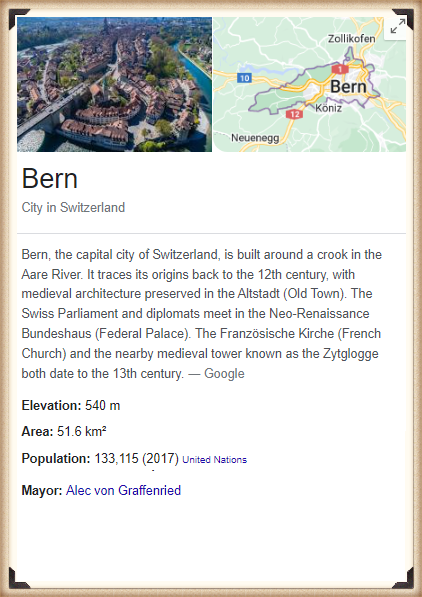 Zollikofen
10
1
Bern
Köniz
12
Neuenegg
Bern
City in Switzerland
Bern, the capital city of Switzerland, is built around a crook in the
Aare River. It traces its origins back to the 12th century, with
medieval architecture preserved in the Altstadt (Old Town). The
Swiss Parliament and diplomats meet in the Neo-Renaissance
Bundeshaus (Federal Palace). The Französische Kirche (French
Church) and the nearby medieval tower known as the Zytglogge
both date to the 13th century. — Google
Elevation: 540 m
Area: 51.6 km²
Population: 133,115 (2017) United Nations
Mayor: Alec von Graffenried